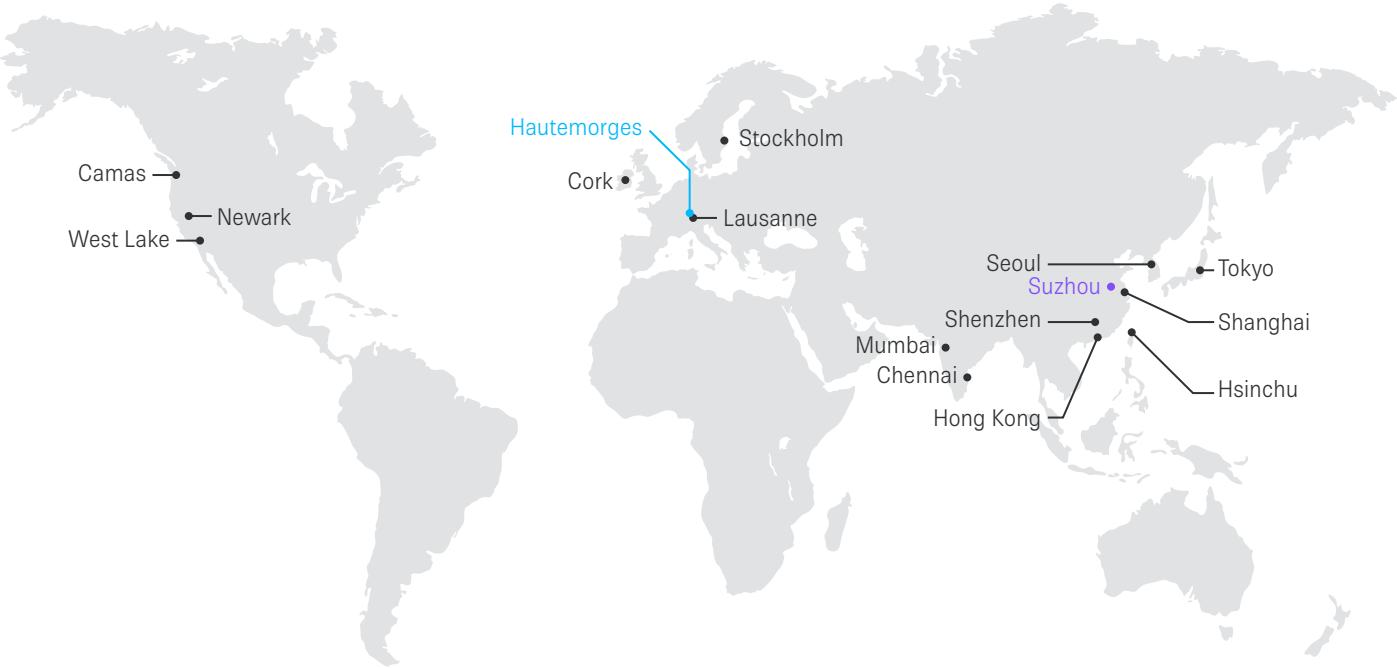 Hautemorges
Stockholm
Camas
Cork
Newark
Lausanne
West Lake
Seoul
Tokyo
Suzhou
Shenzhen
Shanghai
Mumbai
Chennai
Hsinchu
Hong Kong